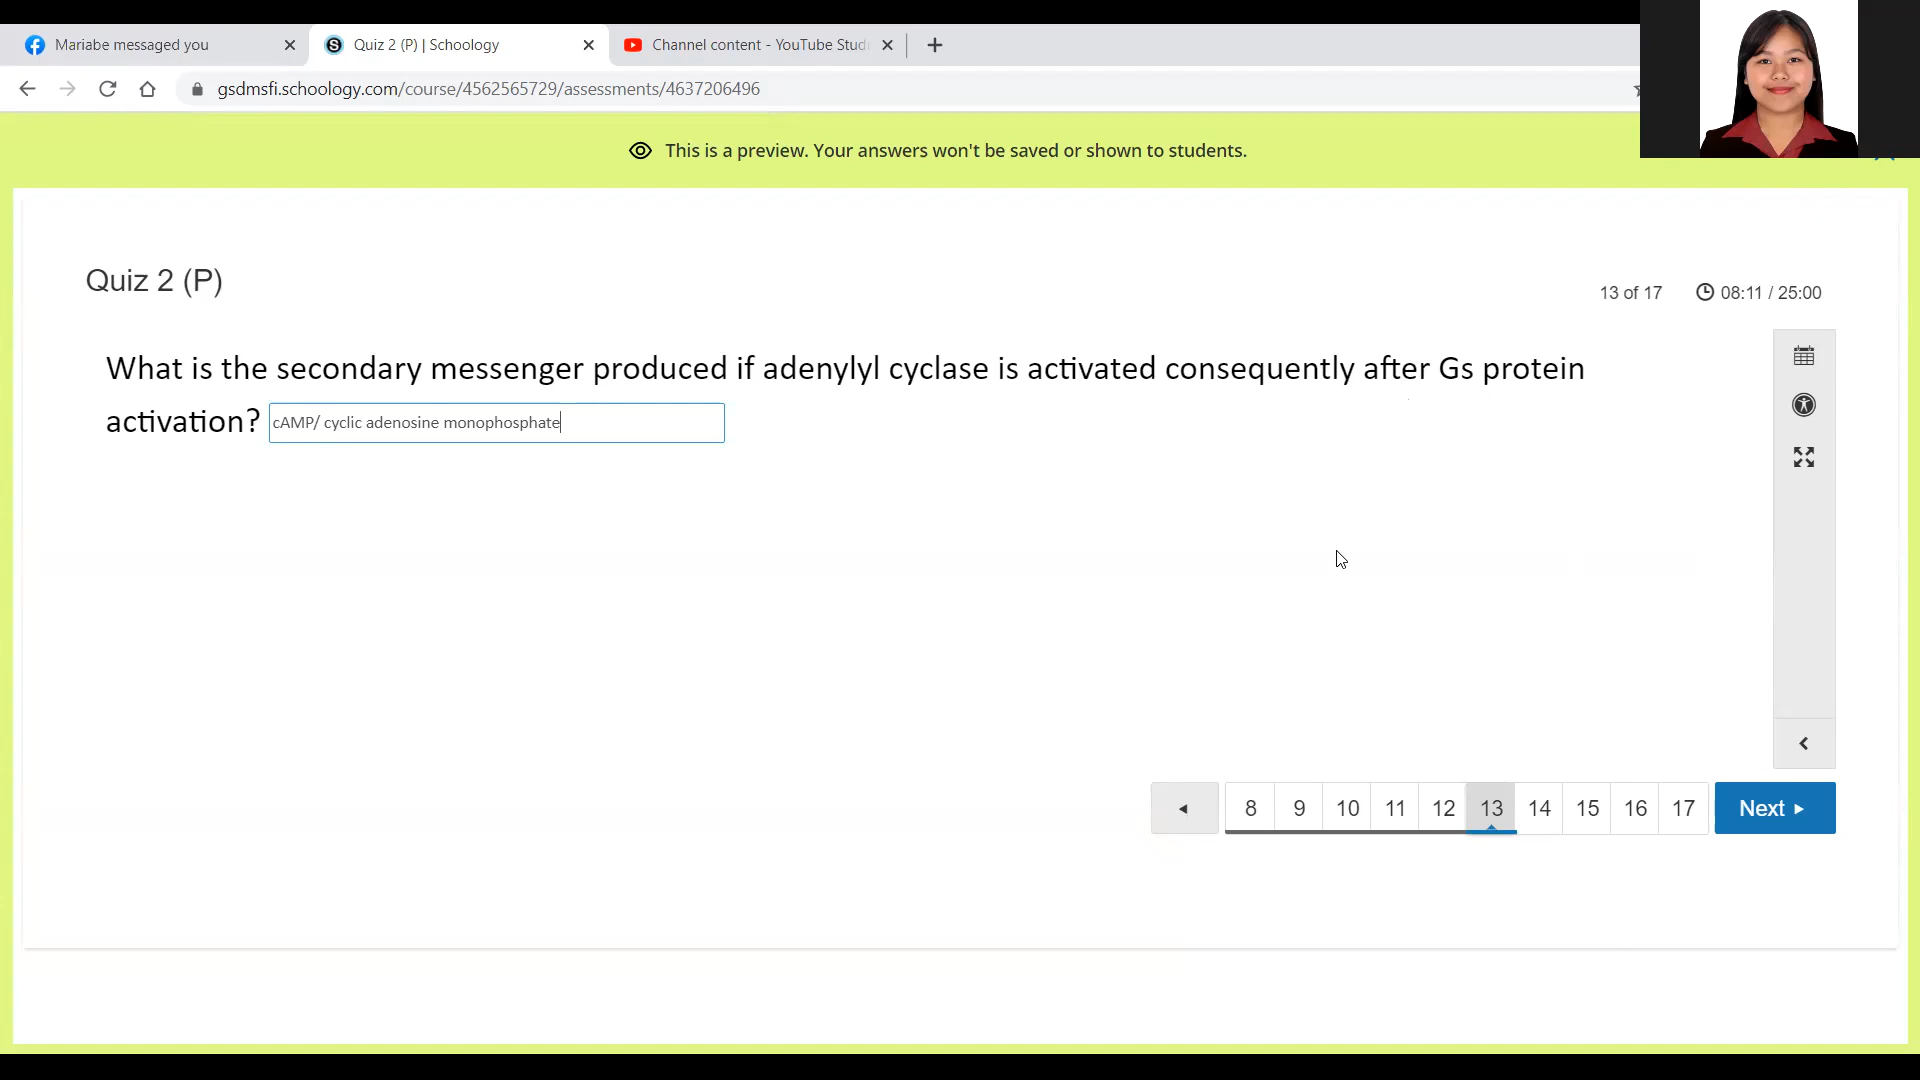 Mariabe messaged you
Quiz 2 (P) | Schoology
Channel content - YouTube Stud
gsdmsfi.schoology.com/course/4562565729/assessments/4637206496
This is a preview. Your answers won't be saved or shown to students.
Quiz 2 (P)
13 of 17
08:11 / 25:00
What is the secondary messenger produced if adenylyl cyclase is activated consequently after Gs protein
activation? cAMP/ cyclic adenosine monophosphate
8 9 10 11 12 13 14 15 16 17 Next